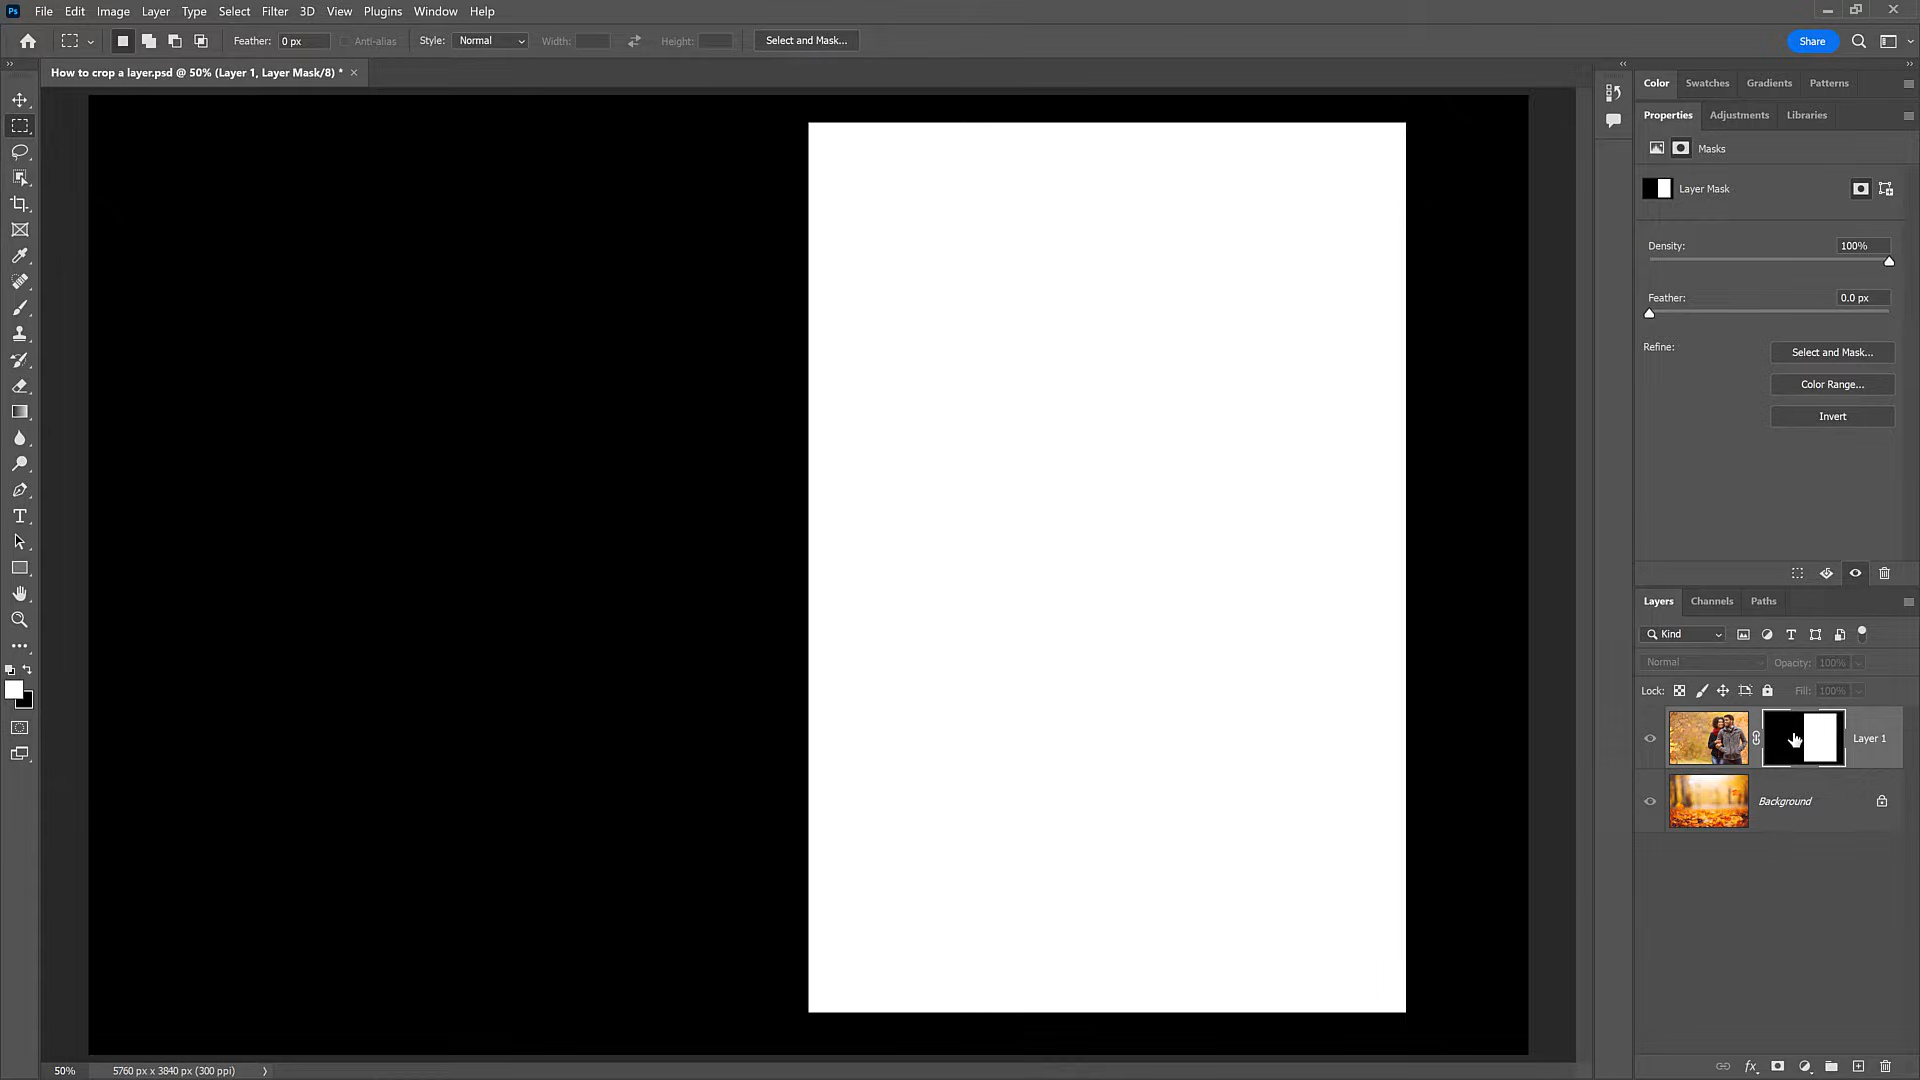 Ps File Edit Image Layer Type Select Filter 3D View Plugins Window Help
Feather: 0 px Anti-alias Style: Normal Width: Height: Select and Mask... Share
How to crop a layer.psd @ 50% (Layer 1, Layer Mask/8) *
Color Swatches Gradients Patterns
Properties Adjustments Libraries
Masks
Layer Mask
Density: 100%
Feather: 0.0 px
Refine: Select and Mask...
Color Range...
Invert
Layers Channels Paths
Kind
Normal Opacity: 100%
Lock: Fill: 100%
Layer 1
Background
50% 5760 px x 3840 px (300 ppi)
fx